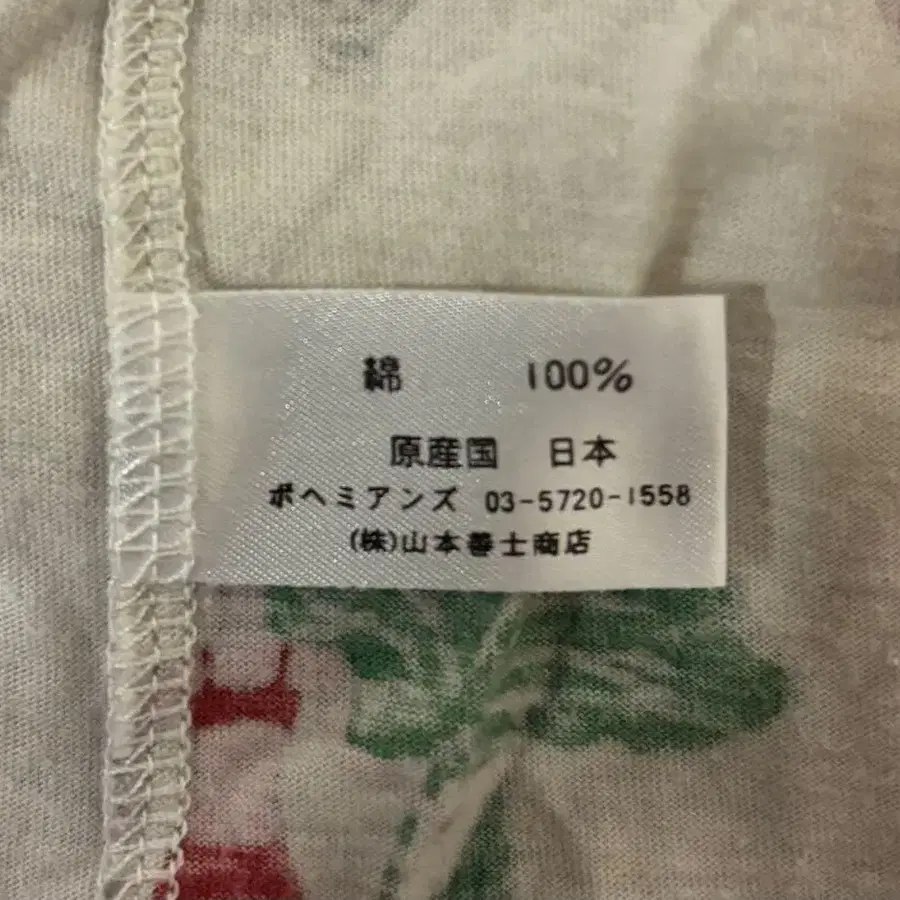 綿 100%
原産国 日本
ボヘミアンズ 03-5720-1558
(株)山本善士商店